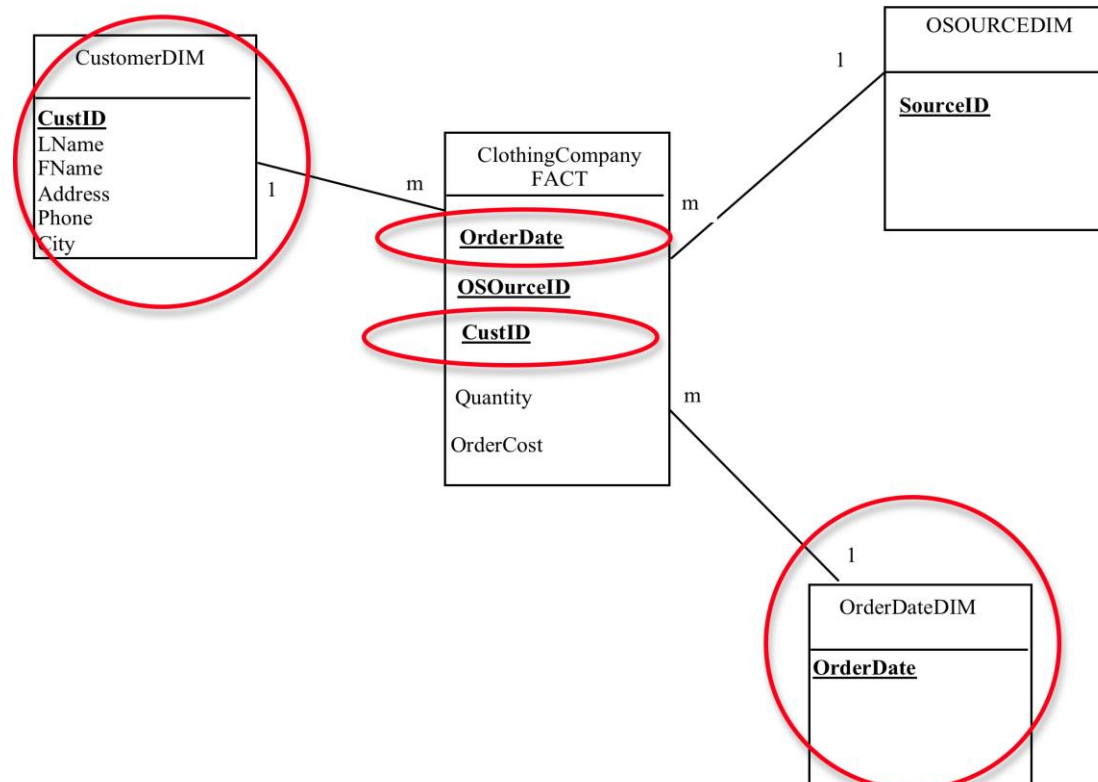 CustomerDIM
CustID
LName
FName
Address
Phone
City
1
m
ClothingCompany
FACT
OrderDate
OSOurceID
CustID
Quantity
OrderCost
OSOURCEDIM
SourceID
1
m
m
1
OrderDateDIM
OrderDate